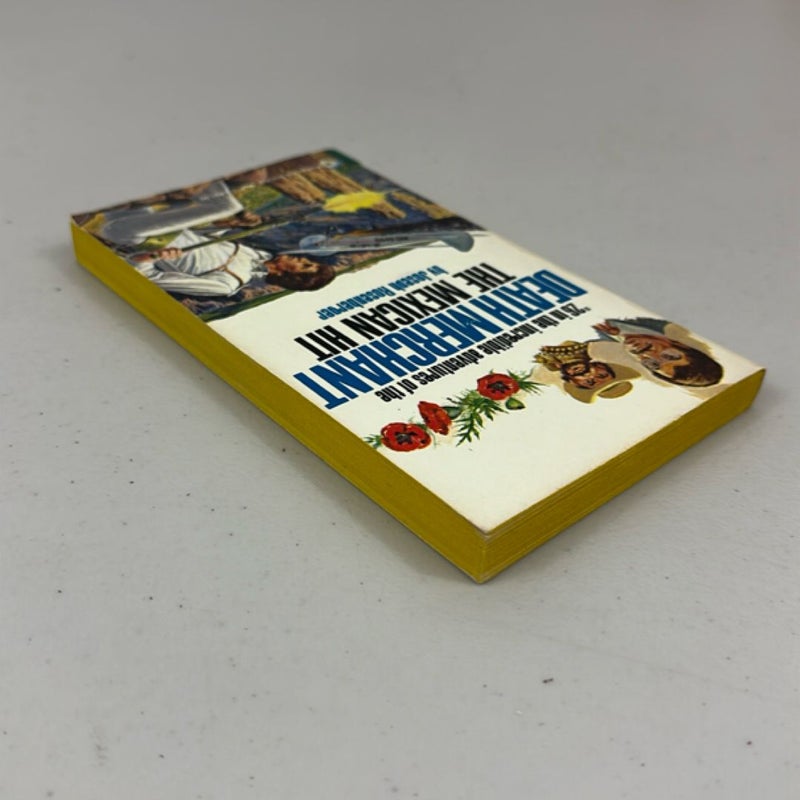 #26 in the incredible adventures of the
DEATH MERCHANT
THE MEXICAN HIT
by Joseph Rosenberger